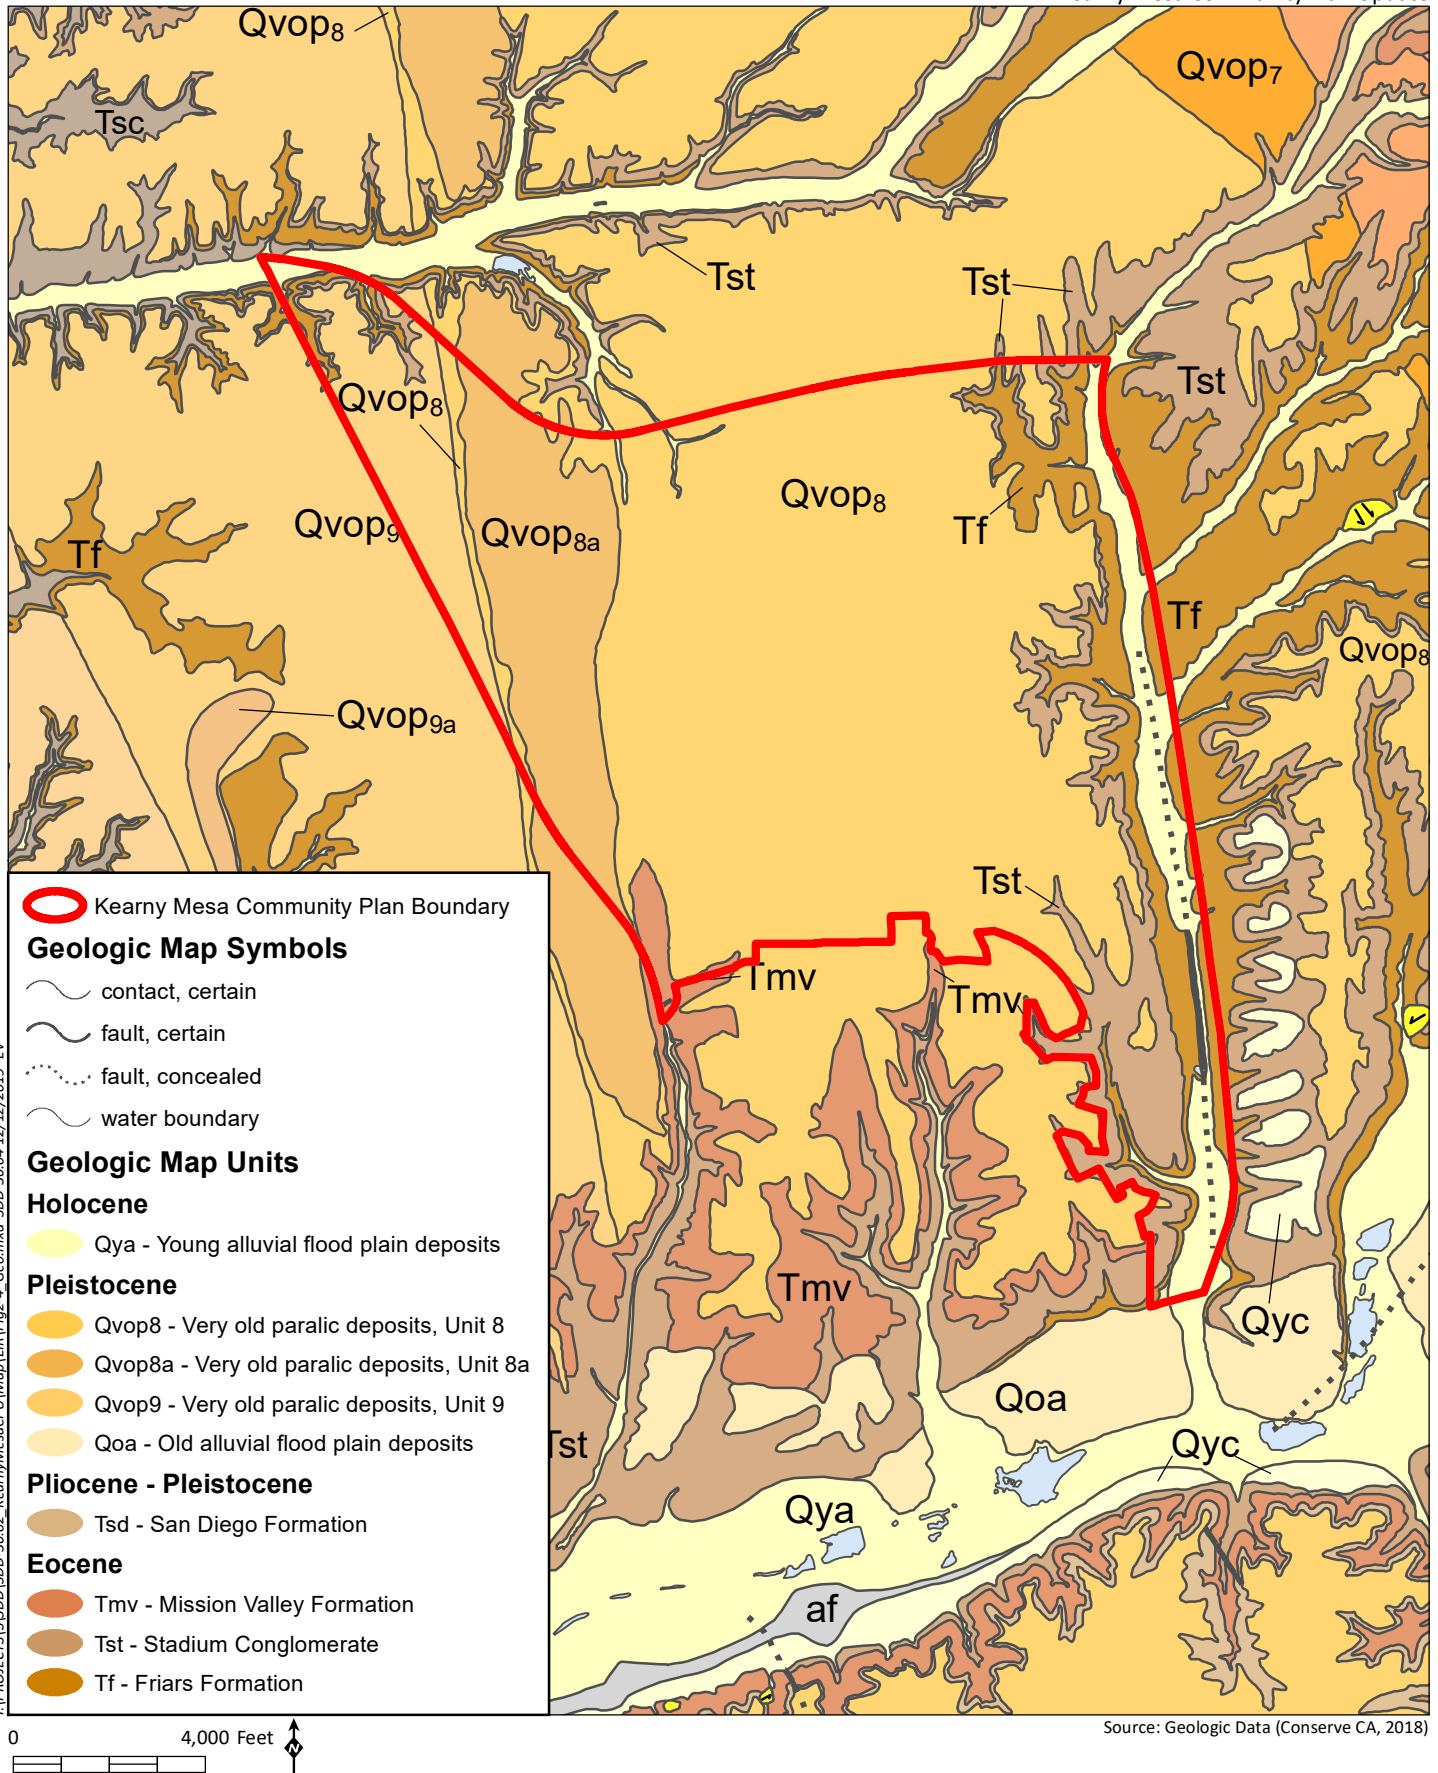 Qvop8
Qvop7
Tsc
Tst
Tst
Tst
Qvop8
Qvop9
Qvop8a
Qvop8
Tf
Tf
Tf
Qvop8
Qvop9a
Tst
Tmv
Tmv
Tmv
Qyc
Qoa
Tst
Qyc
Qya
af
Kearny Mesa Community Plan Boundary
Geologic Map Symbols
contact, certain
fault, certain
fault, concealed
water boundary
Geologic Map Units
Holocene
Qya - Young alluvial flood plain deposits
Pleistocene
Qvop8 - Very old paralic deposits, Unit 8
Qvop8a - Very old paralic deposits, Unit 8a
Qvop9 - Very old paralic deposits, Unit 9
Qoa - Old alluvial flood plain deposits
Pliocene - Pleistocene
Tsd - San Diego Formation
Eocene
Tmv - Mission Valley Formation
Tst - Stadium Conglomerate
Tf - Friars Formation
0 4,000 Feet
N
Source: Geologic Data (Conserve CA, 2018)